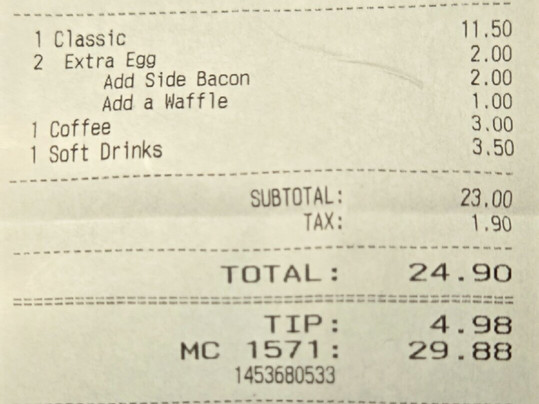 1 Classic 11.50
2 Extra Egg 2.00
Add Side Bacon 2.00
Add a Waffle 1.00
1 Coffee 3.00
1 Soft Drinks 3.50
SUBTOTAL: 23.00
TAX: 1.90
TOTAL: 24.90
TIP: 4.98
MC 1571: 29.88
1453680533